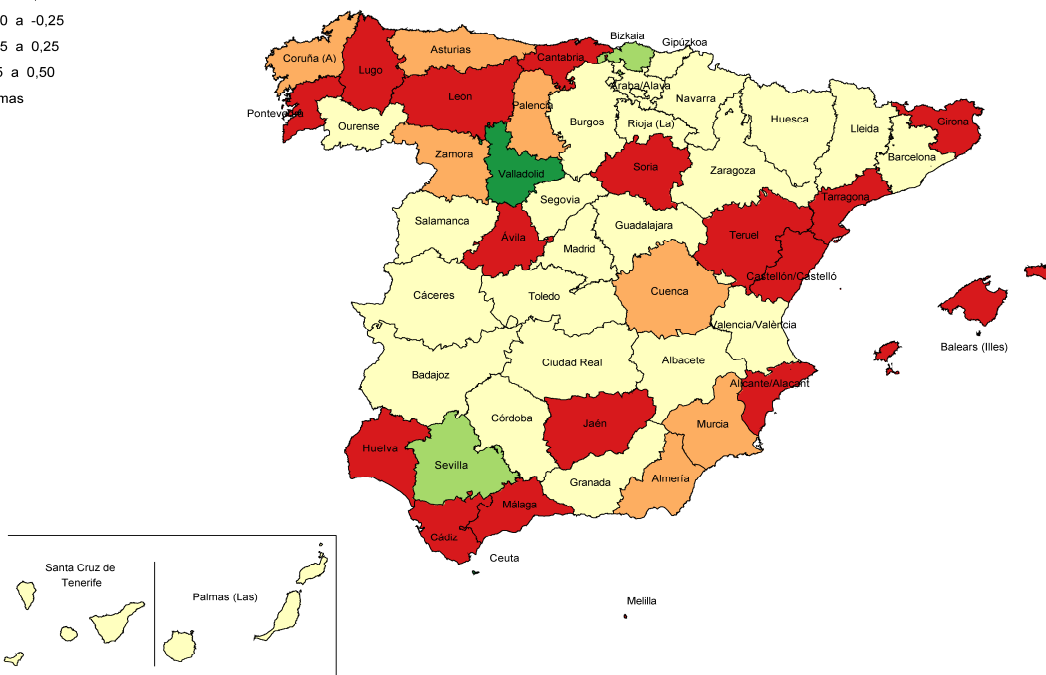 0 a -0,25
5 a 0,25
5 a 0,50
mas
Bizkaia
Gipúzkoa
Asturias
Coruña (A)
Cantabria
Lugo
Araba/Alava
Leon
Navarra
Palencia
Pontevedra
Huesca
Girona
Burgos
Rioja (La)
Ourense
Lleida
Zamora
Barcelona
Soria
Zaragoza
Valladolid
Tarragona
Segovia
Salamanca
Guadalajara
Teruel
Ávila
Madrid
Castellón/Castelló
Cuenca
Cáceres
Toledo
Valencia/València
Balears (Illes)
Albacete
Ciudad Real
Badajoz
Alicante/Alacant
Córdoba
Jaén
Murcia
Huelva
Sevilla
Almería
Granada
Málaga
Cádiz
Ceuta
Santa Cruz de
Tenerife
Palmas (Las)
Melilla